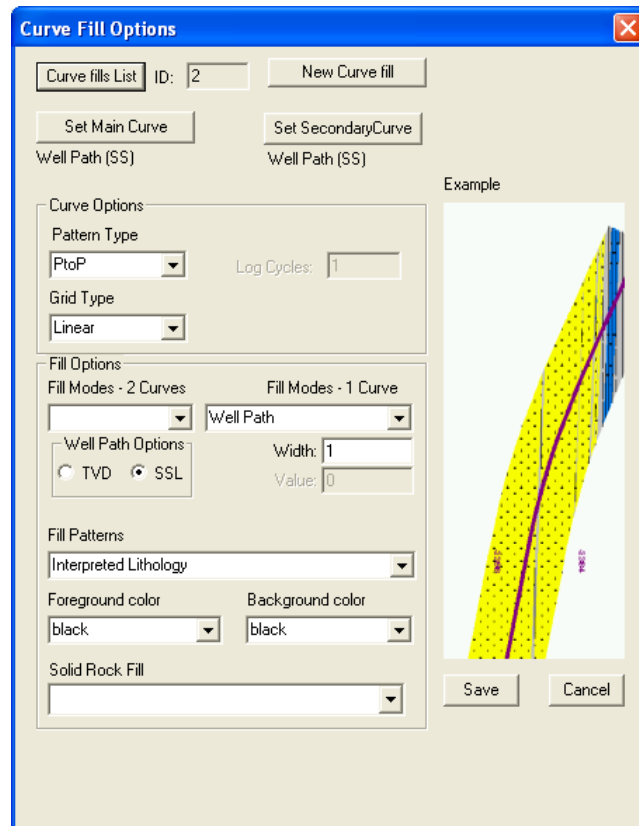 Curve Fill Options
Curve fills List ID: 2 New Curve fill
Set Main Curve Set SecondaryCurve
Well Path (SS) Well Path (SS)
Example
Curve Options
Pattern Type
PtoP Log Cycles: 1
Grid Type
Linear
Fill Options
Fill Modes - 2 Curves Fill Modes - 1 Curve
Well Path
Well Path Options Width: 1
TVD SSL Value: 0
Fill Patterns
Interpreted Lithology
Foreground color Background color
black black
Solid Rock Fill
Save Cancel